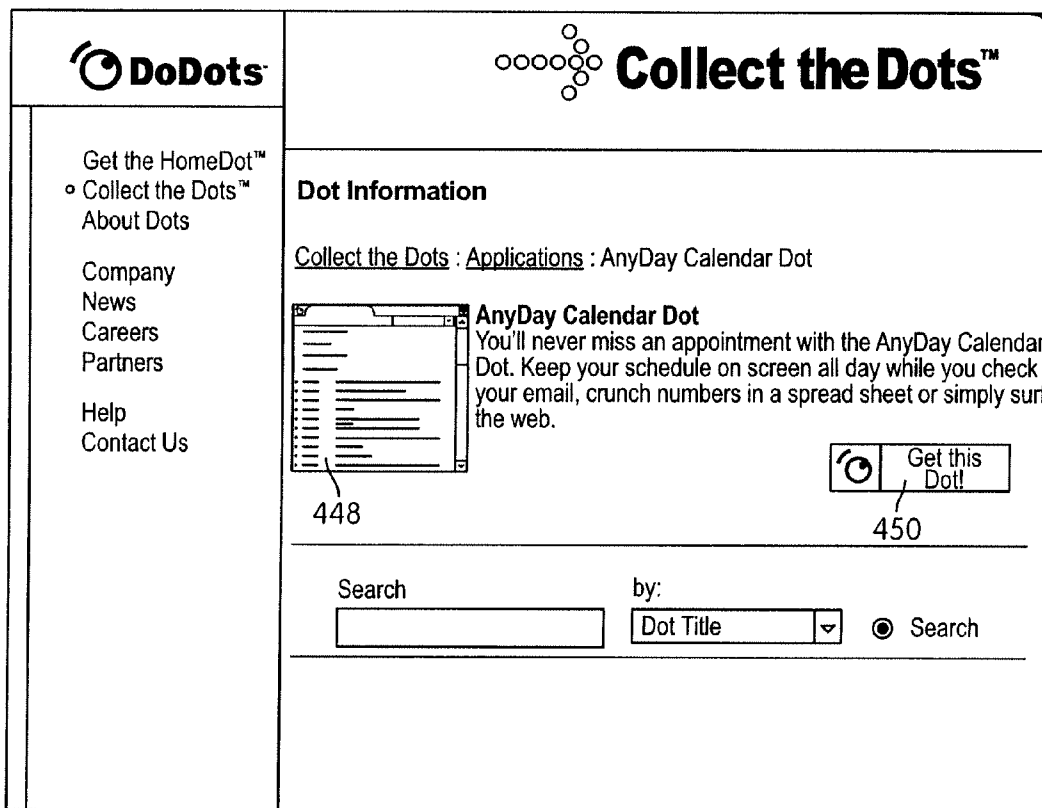 DoDots
Collect the Dots™
Get the HomeDot™
Collect the Dots™
About Dots
Company
News
Careers
Partners
Help
Contact Us
Dot Information
Collect the Dots : Applications : AnyDay Calendar Dot
AnyDay Calendar Dot
You'll never miss an appointment with the AnyDay Calendar
Dot. Keep your schedule on screen all day while you check
your email, crunch numbers in a spread sheet or simply surf
the web.
448
Get this
Dot!
450
Search
by:
Dot Title
Search